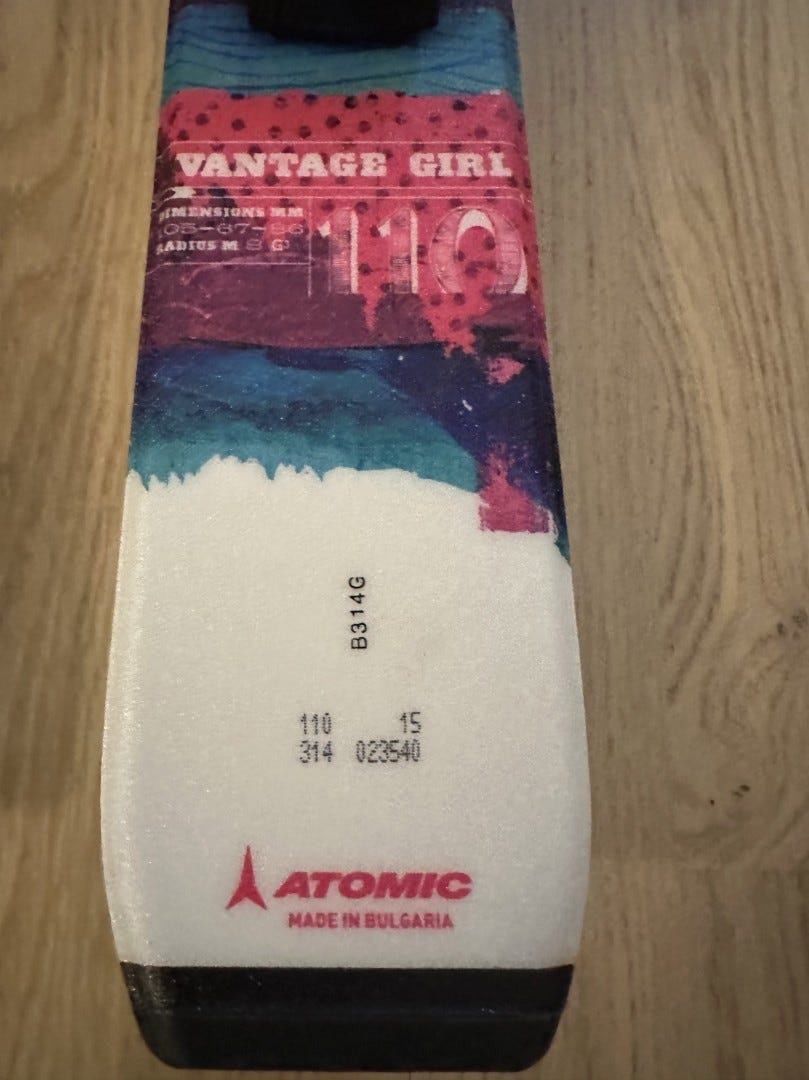 VANTAGE GIRL
DIMENSIONS MM
105-67-86
RADIUS M 8 G
110
B314G
110 15
314 023540
ATOMIC
MADE IN BULGARIA